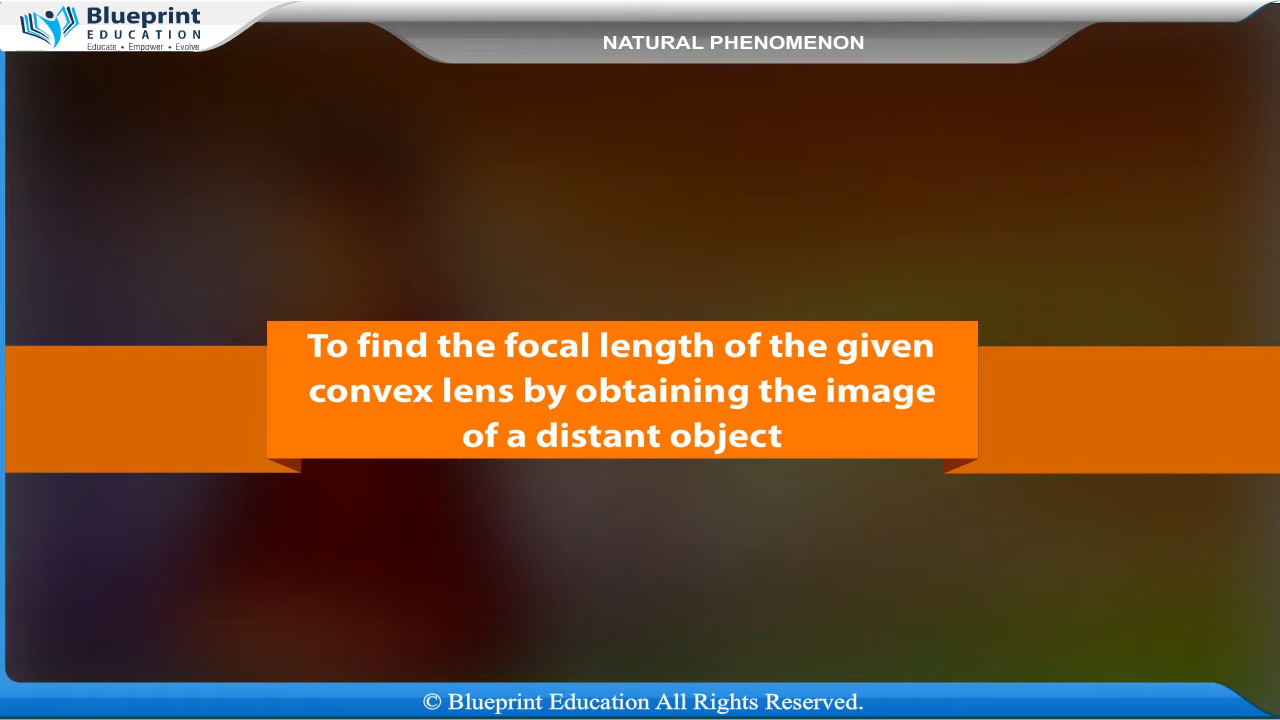 Blueprint
EDUCATION
Educate • Empower • Evolve
NATURAL PHENOMENON
To find the focal length of the given
convex lens by obtaining the image
of a distant object
© Blueprint Education All Rights Reserved.